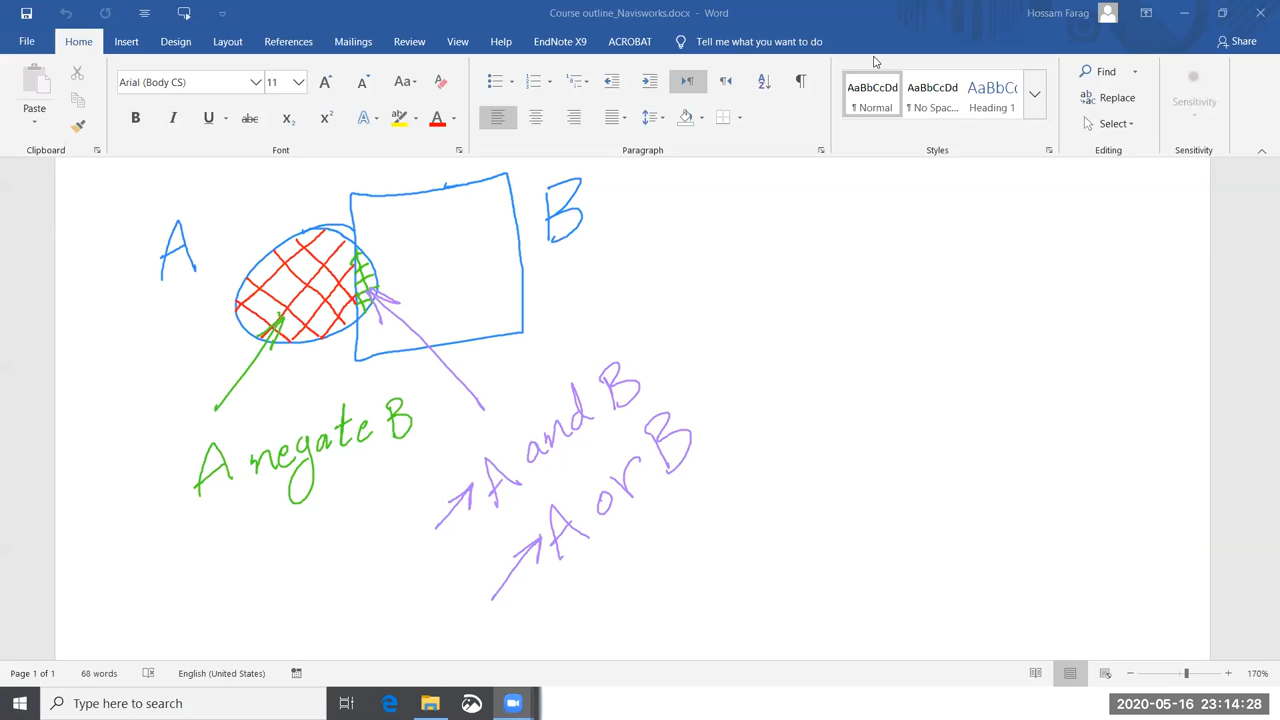 Course outline_Navisworks.docx - Word
Hossam Farag
File Home Insert Design Layout References Mailings Review View Help EndNote X9 ACROBAT Tell me what you want to do Share
Paste
Arial (Body CS) 11
Clipboard Font Paragraph
AaBbCcDd AaBbCcDd AaBbCc
¶ Normal ¶ No Spac... Heading 1
Styles
Find
Replace
Select
Editing
Sensitivity
Sensitivity
A
B
A negate B
A and B
A or B
Page 1 of 1 68 words English (United States) 170%
Type here to search
2020-05-16 23:14:28